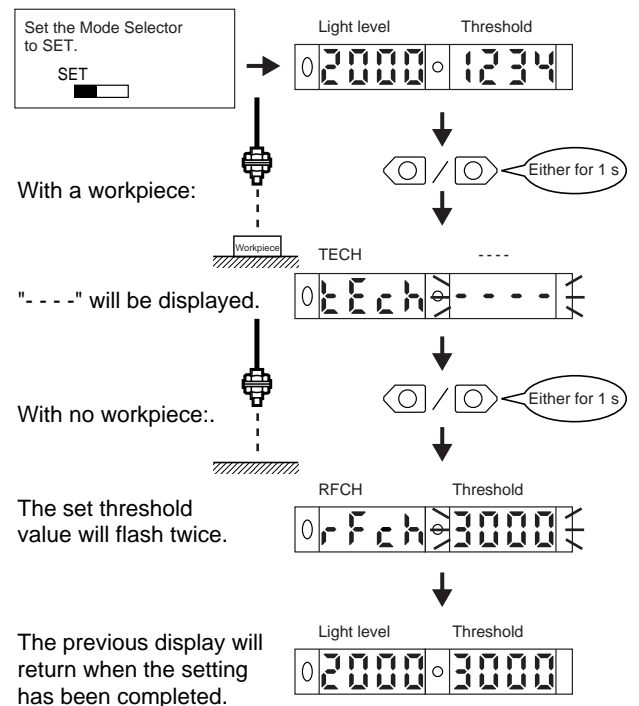 Set the Mode Selector
to SET.
SET
Light level Threshold
2000 1234
Either for 1 s
With a workpiece:
Workpiece
TECH - - - -
"- - - -" will be displayed.
tEch - - - -
Either for 1 s
With no workpiece:.
RFCH Threshold
The set threshold
value will flash twice.
rFch 3000
The previous display will
return when the setting
has been completed.
Light level Threshold
2000 3000